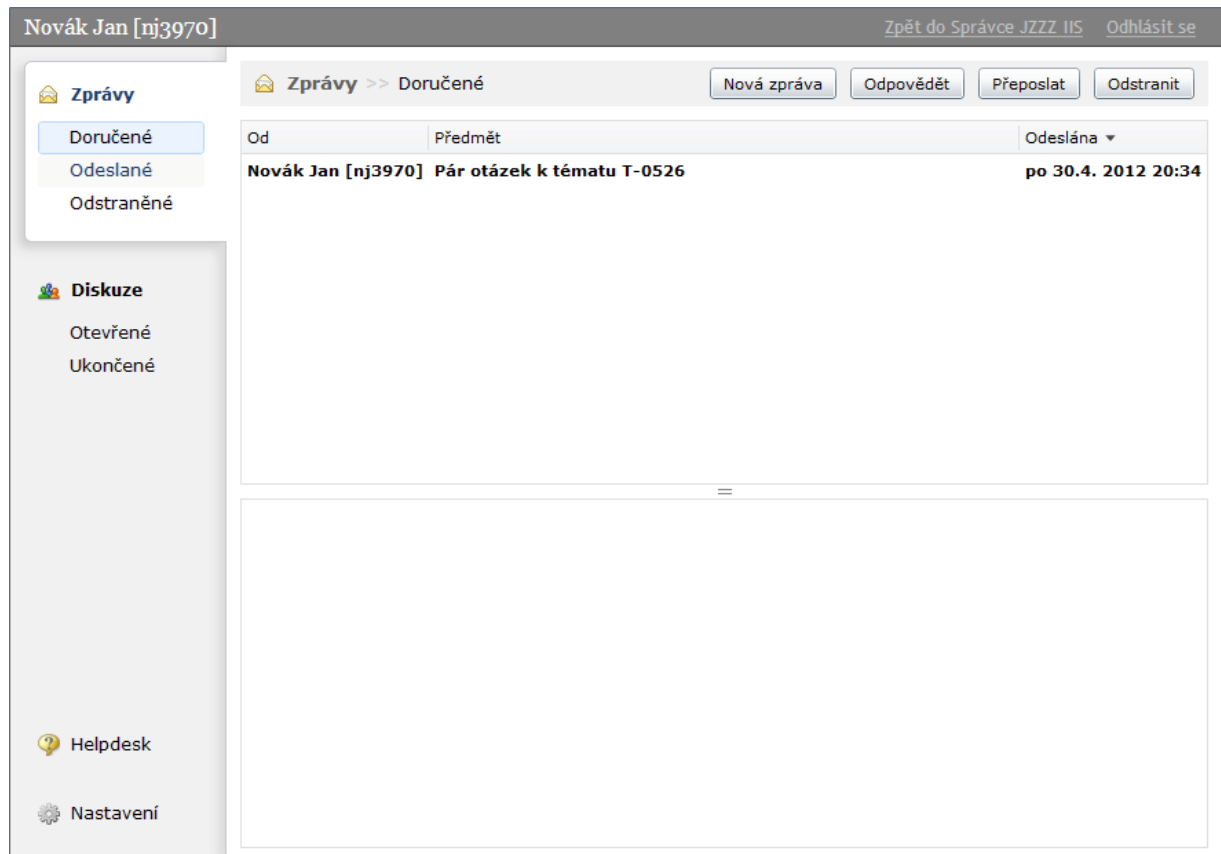 Novák Jan [nj3970]
Zpět do Správce JZZZ IIS Odhlásit se
Zprávy
Doručené
Odeslané
Odstraněné
Diskuze
Otevřené
Ukončené
Helpdesk
Nastavení
Zprávy >> Doručené
Nová zpráva Odpovědět Přeposlat Odstranit
Od Předmět Odeslána
Novák Jan [nj3970] Pár otázek k tématu T-0526 po 30.4. 2012 20:34